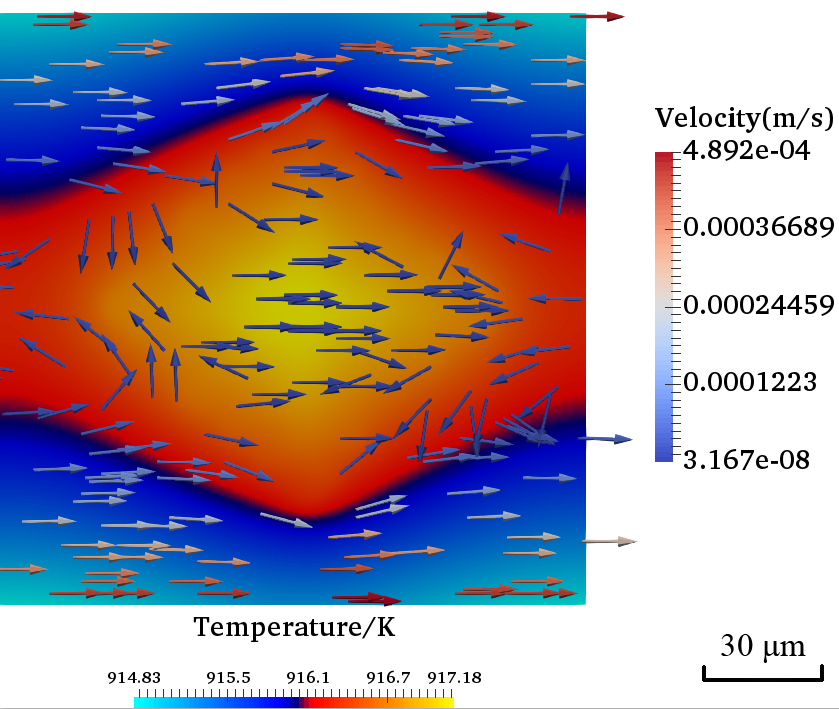 Velocity(m/s)
4.892e-04
0.00036689
0.00024459
0.0001223
3.167e-08
Temperature/K
30 μm
914.83 915.5 916.1 916.7 917.18